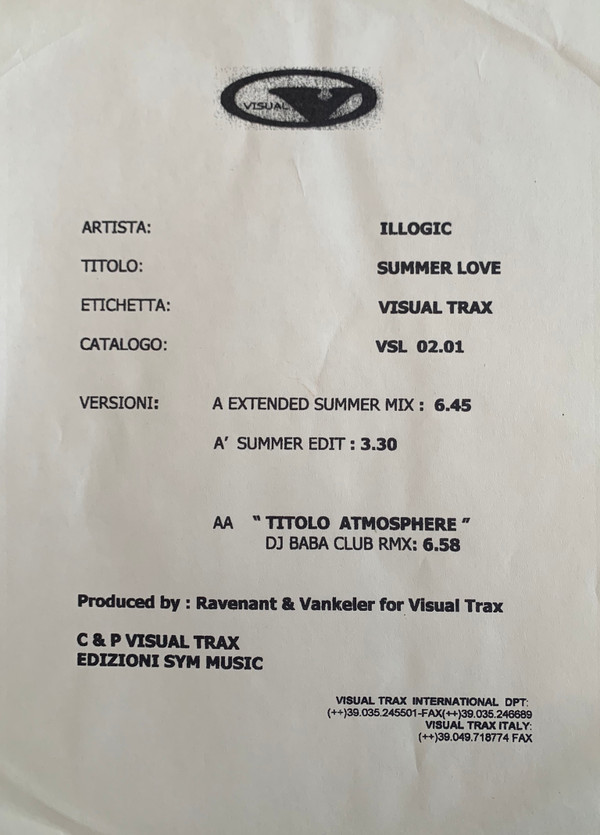 VISUAL
ARTISTA: ILLOGIC
TITOLO: SUMMER LOVE
ETICHETTA: VISUAL TRAX
CATALOGO: VSL 02.01
VERSIONI: A EXTENDED SUMMER MIX : 6.45
A' SUMMER EDIT : 3.30
AA “ TITOLO ATMOSPHERE ”
DJ BABA CLUB RMX: 6.58
Produced by : Ravenant & Vankeler for Visual Trax
C & P VISUAL TRAX
EDIZIONI SYM MUSIC
VISUAL TRAX INTERNATIONAL DPT:
(++)39.035.245501-FAX(++)39.035.246689
VISUAL TRAX ITALY:
(++)39.049.718774 FAX